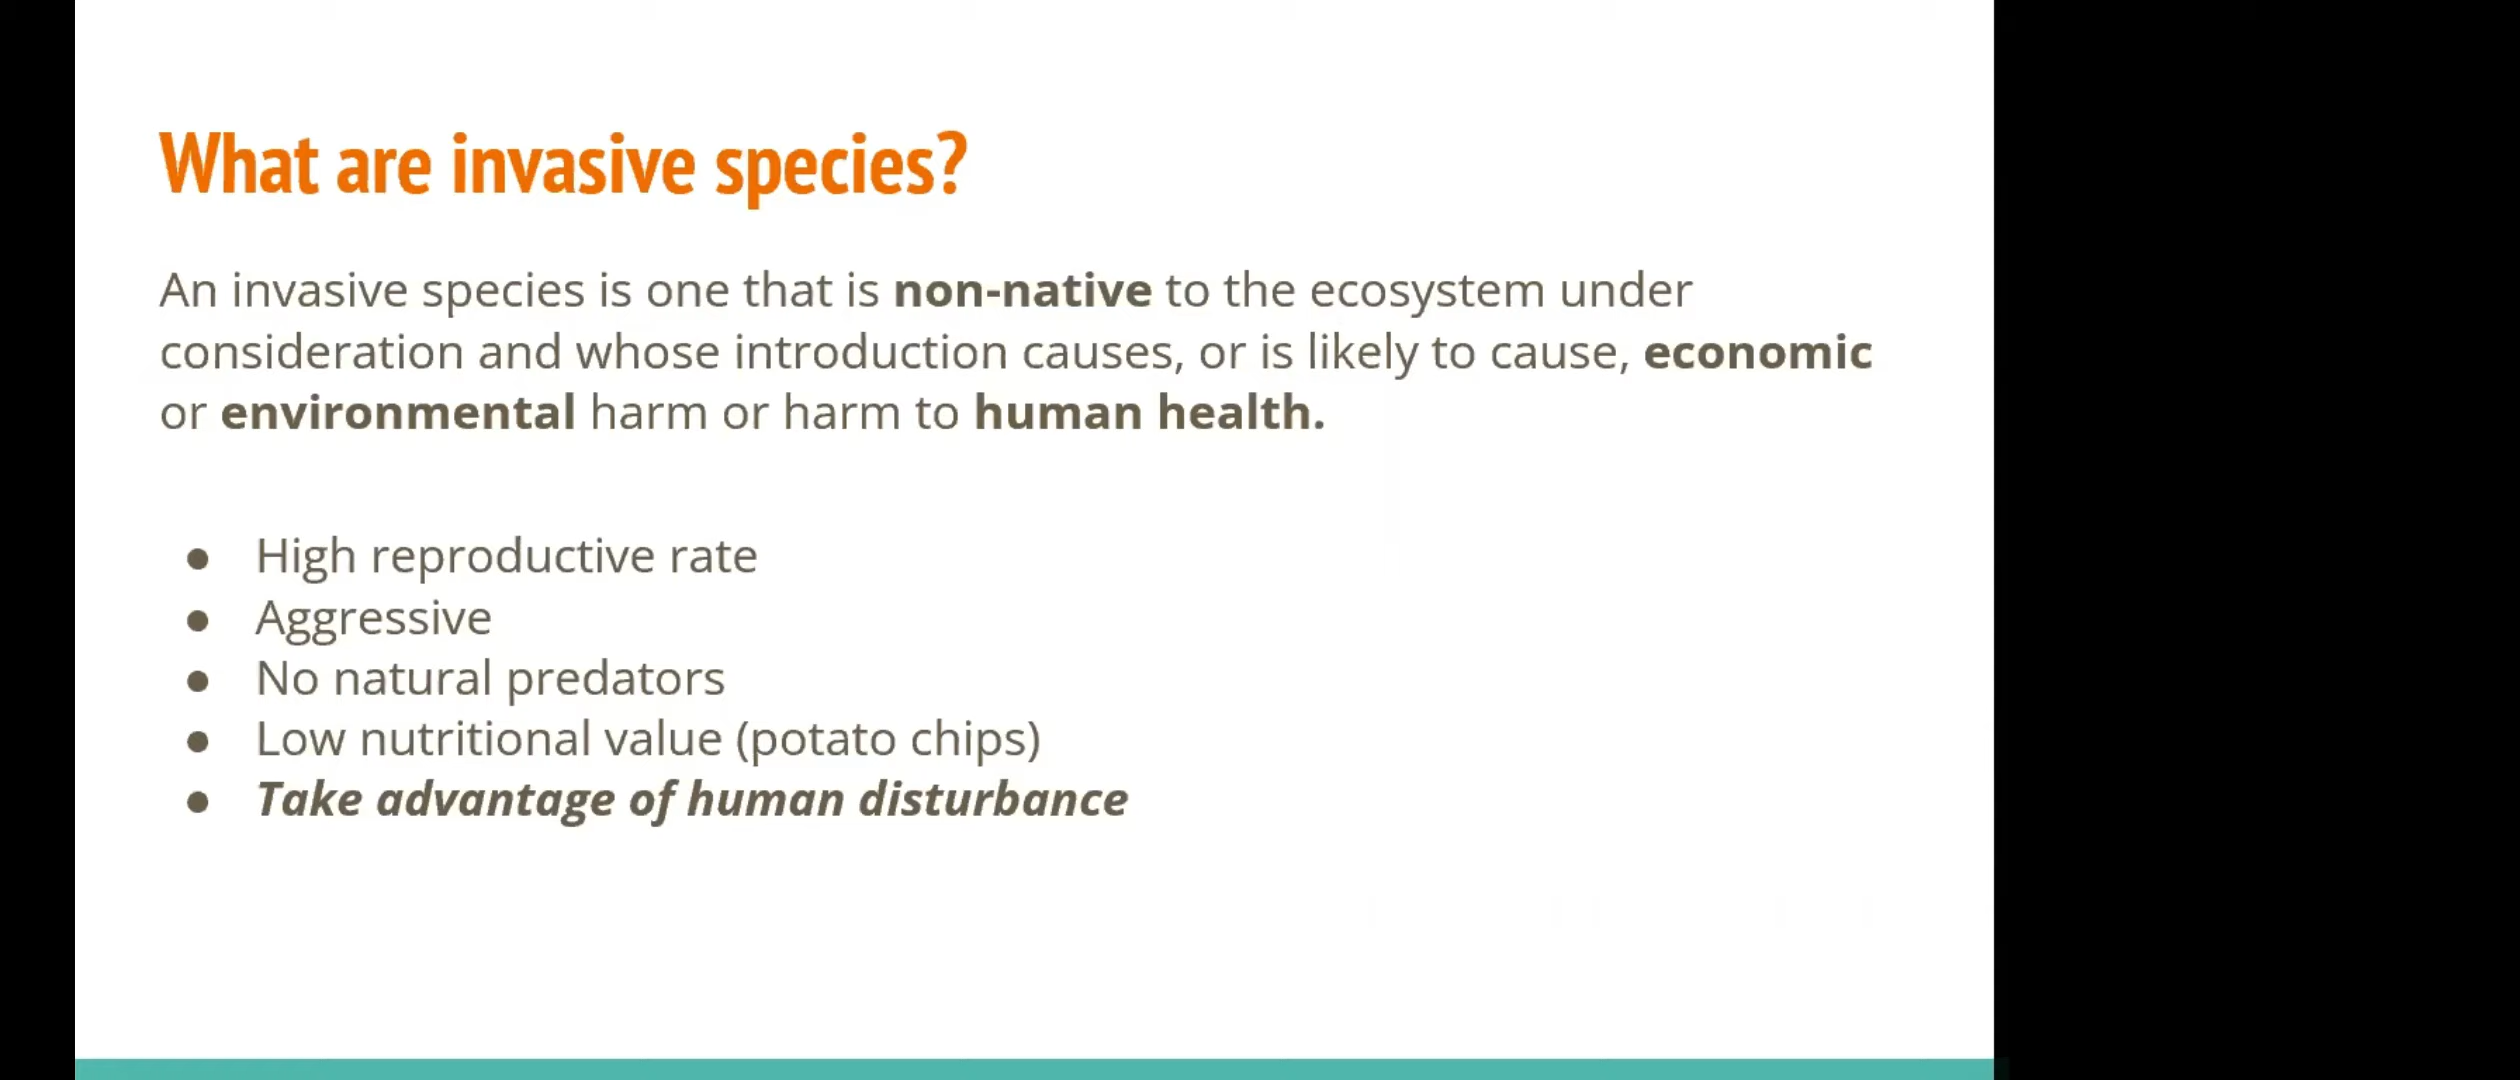 What are invasive species?
An invasive species is one that is non-native to the ecosystem under
consideration and whose introduction causes, or is likely to cause, economic
or environmental harm or harm to human health.
● High reproductive rate
● Aggressive
● No natural predators
● Low nutritional value (potato chips)
● Take advantage of human disturbance